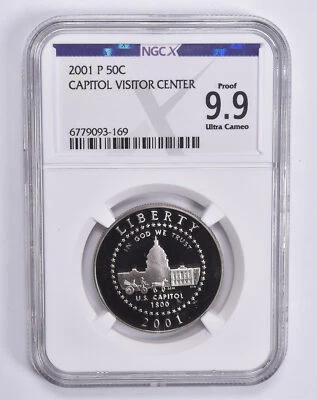 NGCX
2001 P 50C
CAPITOL VISITOR CENTER
6779093-169
Proof
9.9
Ultra Cameo
LIBERTY
IN GOD WE TRUST
U.S. CAPITOL
1800
2001